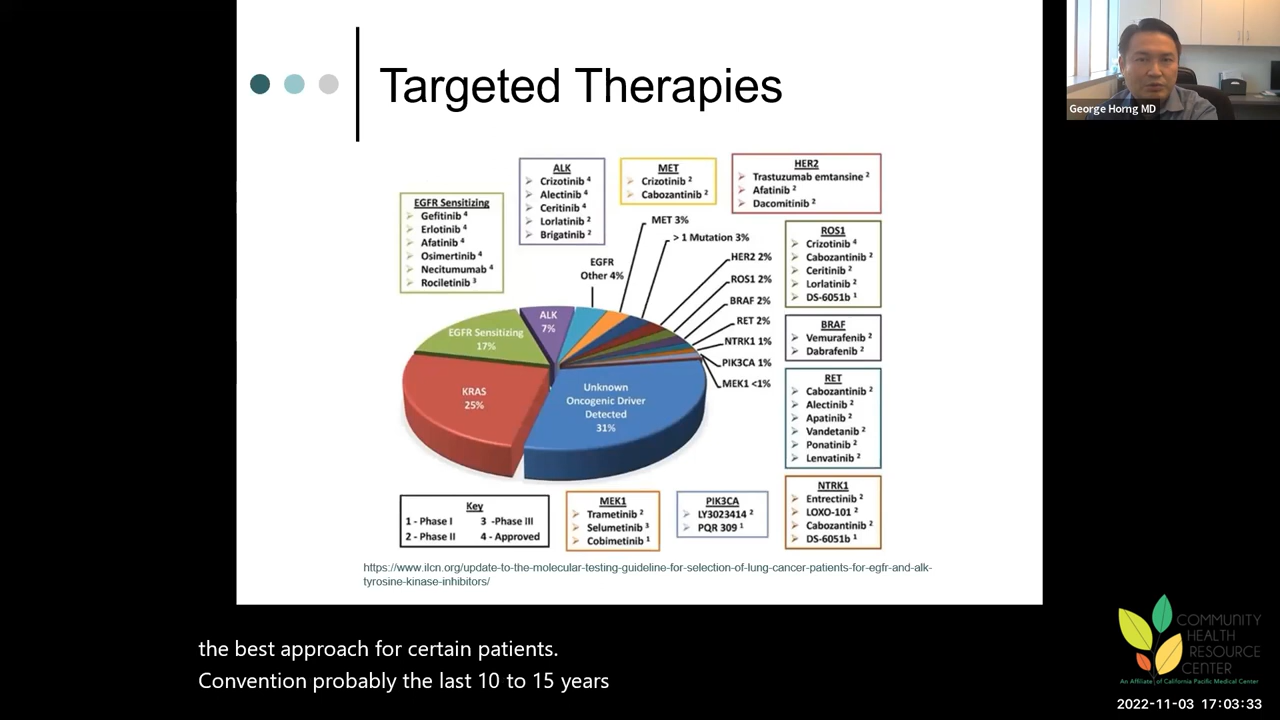 Targeted Therapies
George Horng MD
EGFR Sensitizing
➢ Gefitinib 4
➢ Erlotinib 4
➢ Afatinib 4
➢ Osimertinib 4
➢ Necitumumab 4
➢ Rociletinib 3
ALK
➢ Crizotinib 4
➢ Alectinib 4
➢ Ceritinib 4
➢ Lorlatinib 2
➢ Brigatinib 2
MET
➢ Crizotinib 2
➢ Cabozantinib 2
HER2
➢ Trastuzumab emtansine 2
➢ Afatinib 2
➢ Dacomitinib 2
ROS1
➢ Crizotinib 4
➢ Cabozantinib 2
➢ Ceritinib 2
➢ Lorlatinib 2
➢ DS-6051b 1
BRAF
➢ Vemurafenib 2
➢ Dabrafenib 2
RET
➢ Cabozantinib 2
➢ Alectinib 2
➢ Apatinib 2
➢ Vandetanib 2
➢ Ponatinib 2
➢ Lenvatinib 2
NTRK1
➢ Entrectinib 2
➢ LOXO-101 2
➢ Cabozantinib 2
➢ DS-6051b 1
EGFR Sensitizing
17%
ALK
7%
EGFR
Other 4%
MET 3%
> 1 Mutation 3%
HER2 2%
ROS1 2%
BRAF 2%
RET 2%
NTRK1 1%
PIK3CA 1%
MEK1 <1%
KRAS
25%
Unknown
Oncogenic Driver
Detected
31%
Key
1 - Phase I 3 -Phase III
2 - Phase II 4 - Approved
MEK1
➢ Trametinib 2
➢ Selumetinib 3
➢ Cobimetinib 1
PIK3CA
➢ LY3023414 2
➢ PQR 309 1
https://www.ilcn.org/update-to-the-molecular-testing-guideline-for-selection-of-lung-cancer-patients-for-egfr-and-alk-
tyrosine-kinase-inhibitors/
the best approach for certain patients.
Convention probably the last 10 to 15 years
COMMUNITY
HEALTH
RESOURCE
CENTER
An Affiliate of California Pacific Medical Center
2022-11-03 17:03:33